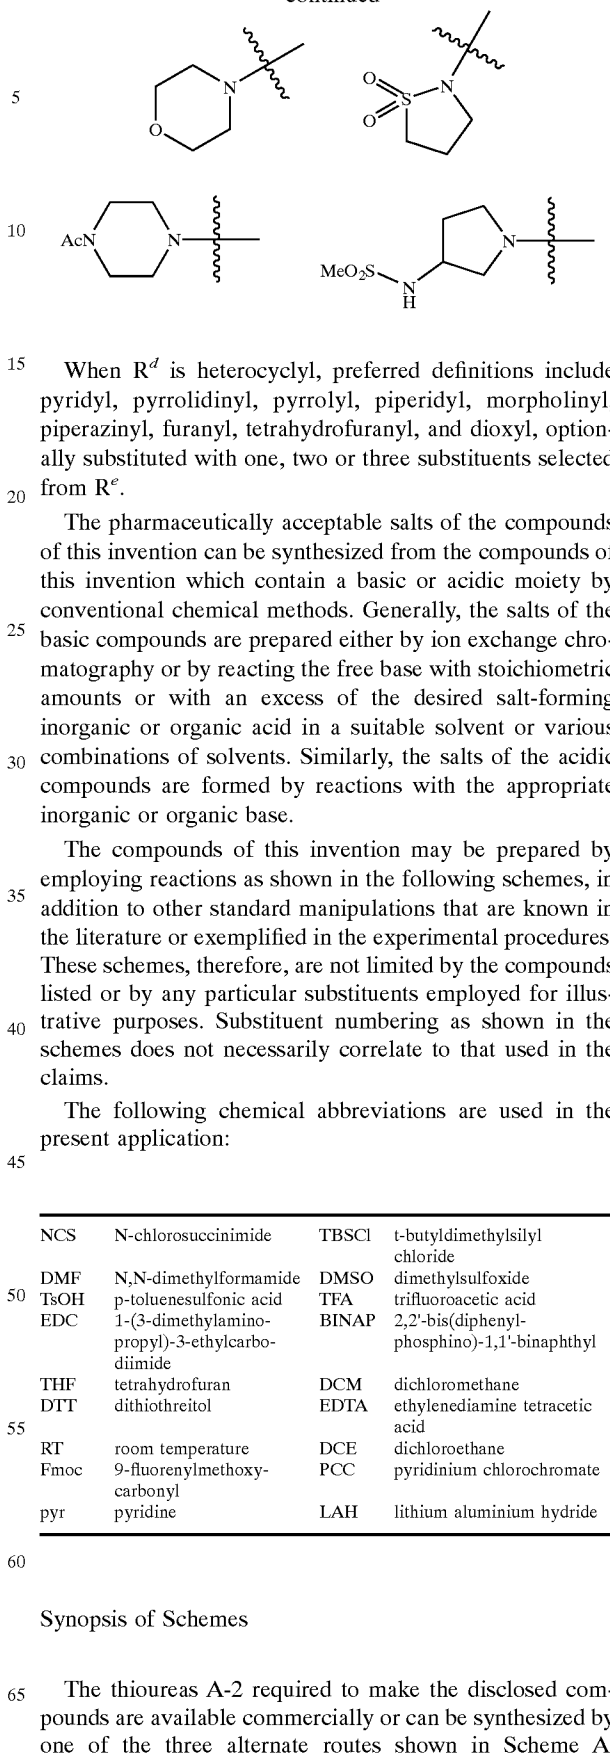 continued
5
N
O
O
O
S
N
10
AcN
N
MeO2S
N
H
N
15
When Rd is heterocyclyl, preferred definitions include
pyridyl, pyrrolidinyl, pyrrolyl, piperidyl, morpholinyl
piperazinyl, furanyl, tetrahydrofuranyl, and dioxyl, option-
ally substituted with one, two or three substituents selected
20
from Re.
The pharmaceutically acceptable salts of the compounds
of this invention can be synthesized from the compounds of
this invention which contain a basic or acidic moiety by
conventional chemical methods. Generally, the salts of the
25
basic compounds are prepared either by ion exchange chro-
matography or by reacting the free base with stoichiometric
amounts or with an excess of the desired salt-forming
inorganic or organic acid in a suitable solvent or various
30
combinations of solvents. Similarly, the salts of the acidic
compounds are formed by reactions with the appropriate
inorganic or organic base.
The compounds of this invention may be prepared by
35
employing reactions as shown in the following schemes, in
addition to other standard manipulations that are known in
the literature or exemplified in the experimental procedures
These schemes, therefore, are not limited by the compounds
listed or by any particular substituents employed for illus-
40
trative purposes. Substituent numbering as shown in the
schemes does not necessarily correlate to that used in the
claims.
The following chemical abbreviations are used in the
present application:
45
NCS N-chlorosuccinimide TBSCl t-butyldimethylsilyl
chloride
DMF N,N-dimethylformamide DMSO dimethylsulfoxide
50
TsOH p-toluenesulfonic acid TFA trifluoroacetic acid
EDC 1-(3-dimethylamino- BINAP 2,2'-bis(diphenyl-
propyl)-3-ethylcarbo- phosphino)-1,1'-binaphthyl
diimide
THF tetrahydrofuran DCM dichloromethane
DTT dithiothreitol EDTA ethylenediamine tetracetic
55
acid
RT room temperature DCE dichloroethane
Fmoc 9-fluorenylmethoxy- PCC pyridinium chlorochromate
carbonyl
pyr pyridine LAH lithium aluminium hydride
60
Synopsis of Schemes
65
The thioureas A-2 required to make the disclosed com-
pounds are available commercially or can be synthesized by
one of the three alternate routes shown in Scheme A